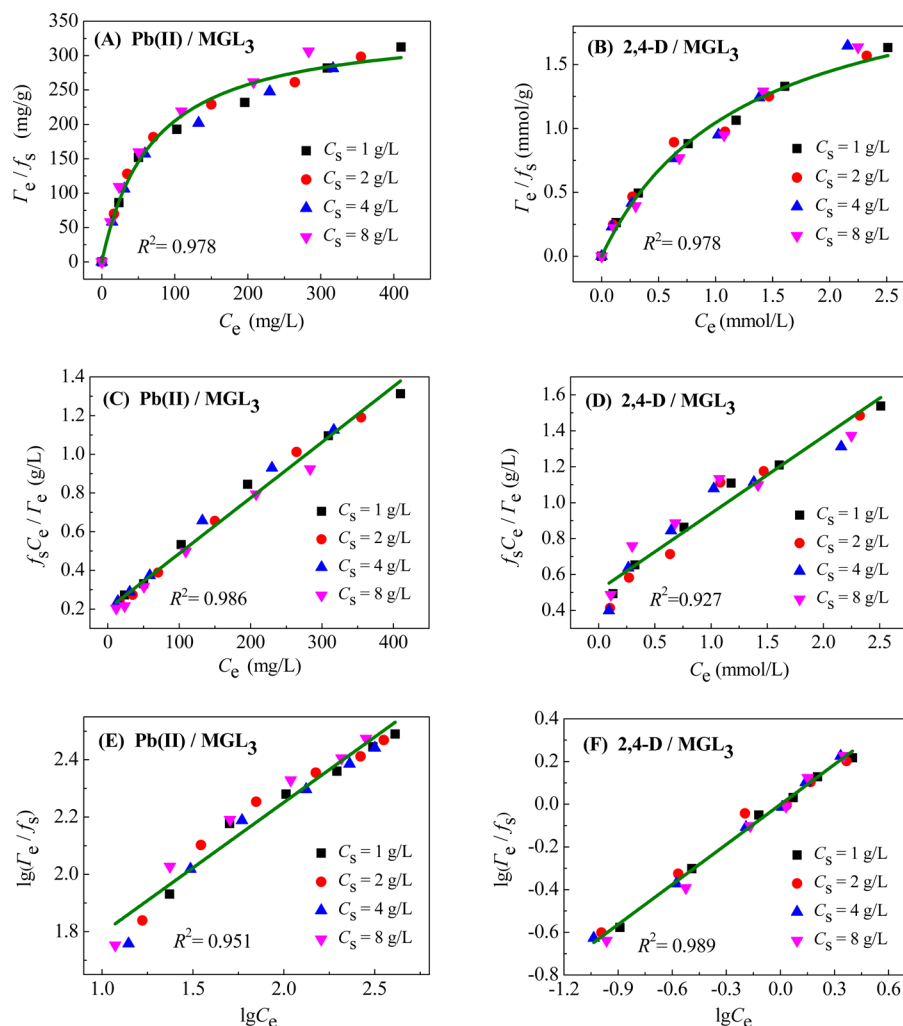 (A) Pb(II) / MGL3
350
300
250
200
150
100
50
0
Γe / fs (mg/g)
Cs = 1 g/L
Cs = 2 g/L
Cs = 4 g/L
Cs = 8 g/L
R2= 0.978
0 100 200 300 400
Ce (mg/L)
(B) 2,4-D / MGL3
1.5
1.0
0.5
0.0
Γe / fs (mmol/g)
Cs = 1 g/L
Cs = 2 g/L
Cs = 4 g/L
Cs = 8 g/L
R2= 0.978
0.0 0.5 1.0 1.5 2.0 2.5
Ce (mmol/L)
(C) Pb(II) / MGL3
1.4
1.2
1.0
0.8
0.6
0.4
0.2
fsCe / Γe (g/L)
Cs = 1 g/L
Cs = 2 g/L
Cs = 4 g/L
Cs = 8 g/L
R2= 0.986
0 100 200 300 400
Ce (mg/L)
(D) 2,4-D / MGL3
1.6
1.4
1.2
1.0
0.8
0.6
0.4
fsCe / Γe (g/L)
Cs = 1 g/L
Cs = 2 g/L
Cs = 4 g/L
Cs = 8 g/L
R2=0.927
0.0 0.5 1.0 1.5 2.0 2.5
Ce (mmol/L)
(E) Pb(II) / MGL3
2.4
2.2
2.0
1.8
lg(Γe / fs)
Cs = 1 g/L
Cs = 2 g/L
Cs = 4 g/L
Cs = 8 g/L
R2= 0.951
1.0 1.5 2.0 2.5
lgCe
(F) 2,4-D / MGL3
0.4
0.2
0.0
-0.2
-0.4
-0.6
-0.8
lg(Γe / fs)
Cs = 1 g/L
Cs = 2 g/L
Cs = 4 g/L
Cs = 8 g/L
R2= 0.989
-1.2 -0.9 -0.6 -0.3 0.0 0.3 0.6
lgCe